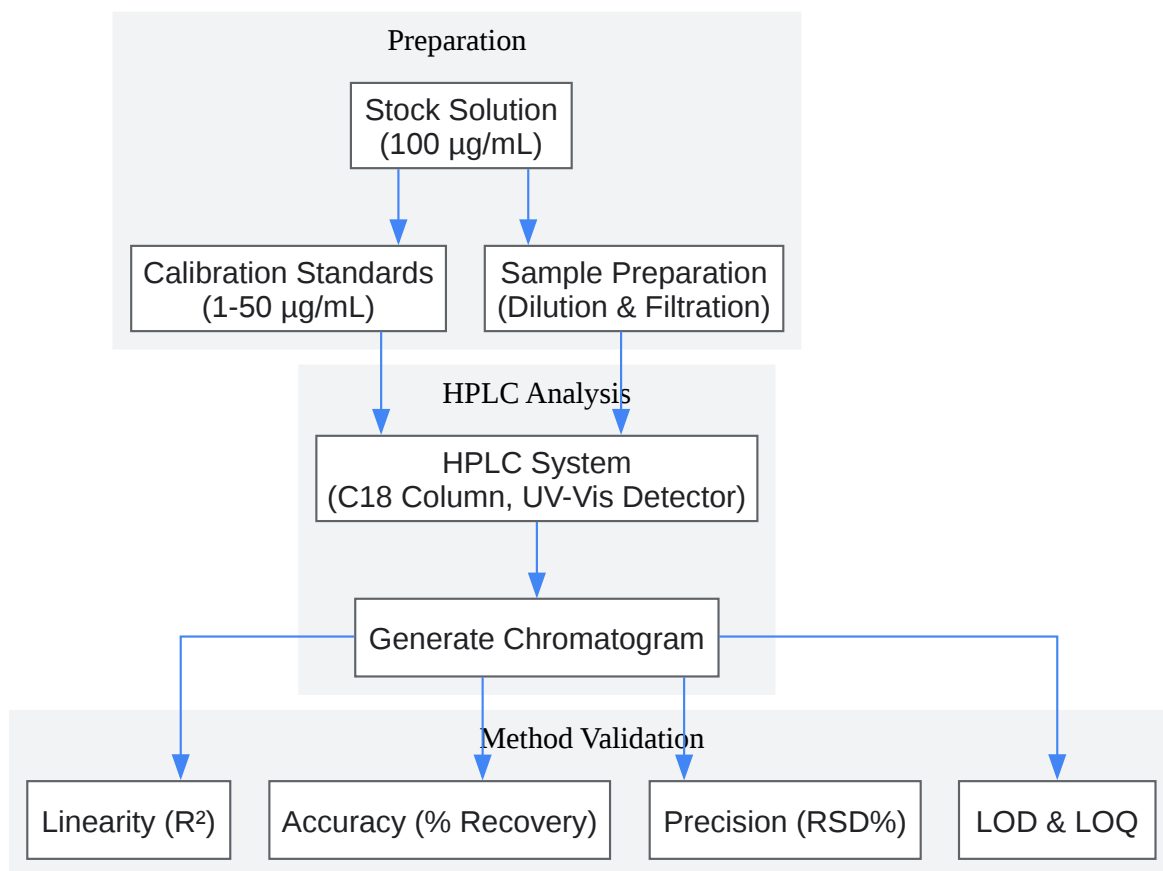 Preparation
Stock Solution
(100 µg/mL)
Calibration Standards
(1-50 µg/mL)
Sample Preparation
(Dilution & Filtration)
HPLC Analysis
HPLC System
(C18 Column, UV-Vis Detector)
Generate Chromatogram
Method Validation
Linearity (R²)
Accuracy (% Recovery)
Precision (RSD%)
LOD & LOQ